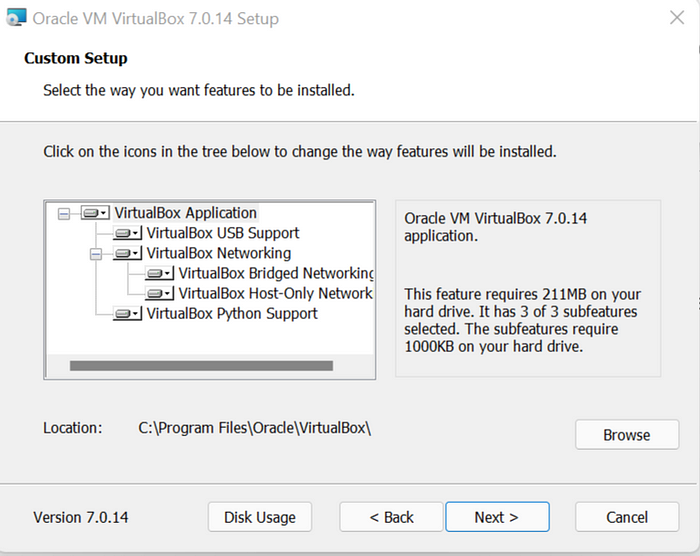 Oracle VM VirtualBox 7.0.14 Setup
Custom Setup
Select the way you want features to be installed.
Click on the icons in the tree below to change the way features will be installed.
VirtualBox Application
VirtualBox USB Support
VirtualBox Networking
VirtualBox Bridged Networking
VirtualBox Host-Only Network
VirtualBox Python Support
Oracle VM VirtualBox 7.0.14
application.
This feature requires 211MB on your
hard drive. It has 3 of 3 subfeatures
selected. The subfeatures require
1000KB on your hard drive.
Location: C:\Program Files\Oracle\VirtualBox\
Browse
Version 7.0.14
Disk Usage
< Back
Next >
Cancel